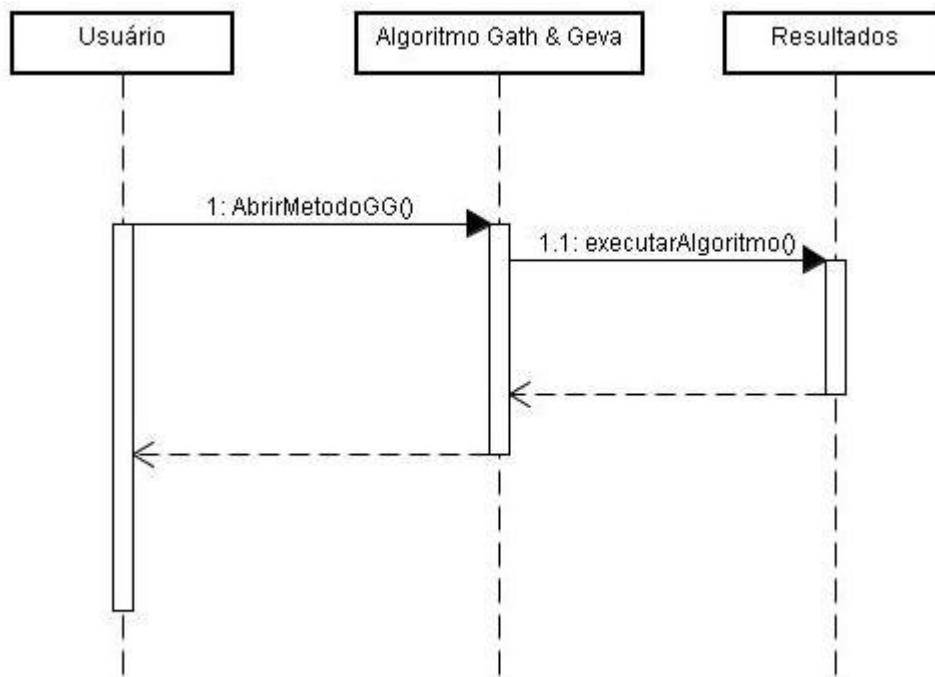 Usuário
Algoritmo Gath & Geva
Resultados
1: AbrirMetodoGG()
1.1: executarAlgoritmo()